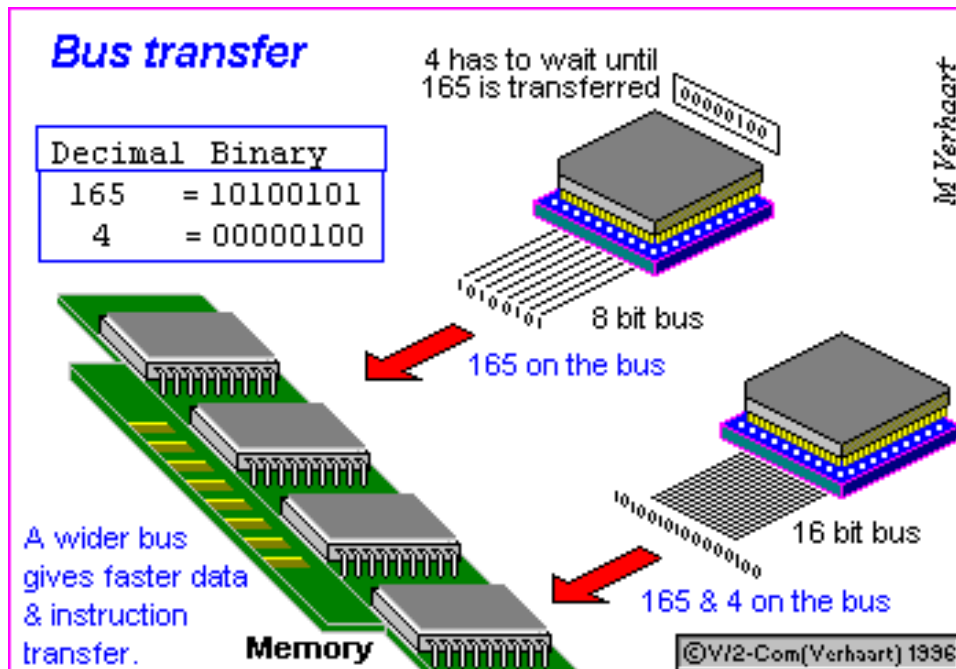 Bus transfer
4 has to wait until
165 is transferred
00000100
M Verhaart
Decimal Binary
165 = 10100101
4 = 00000100
10100101
8 bit bus
165 on the bus
1010010100000100
16 bit bus
165 & 4 on the bus
A wider bus
gives faster data
& instruction
transfer.
Memory
©V/2-Com(Verhaart) 1996